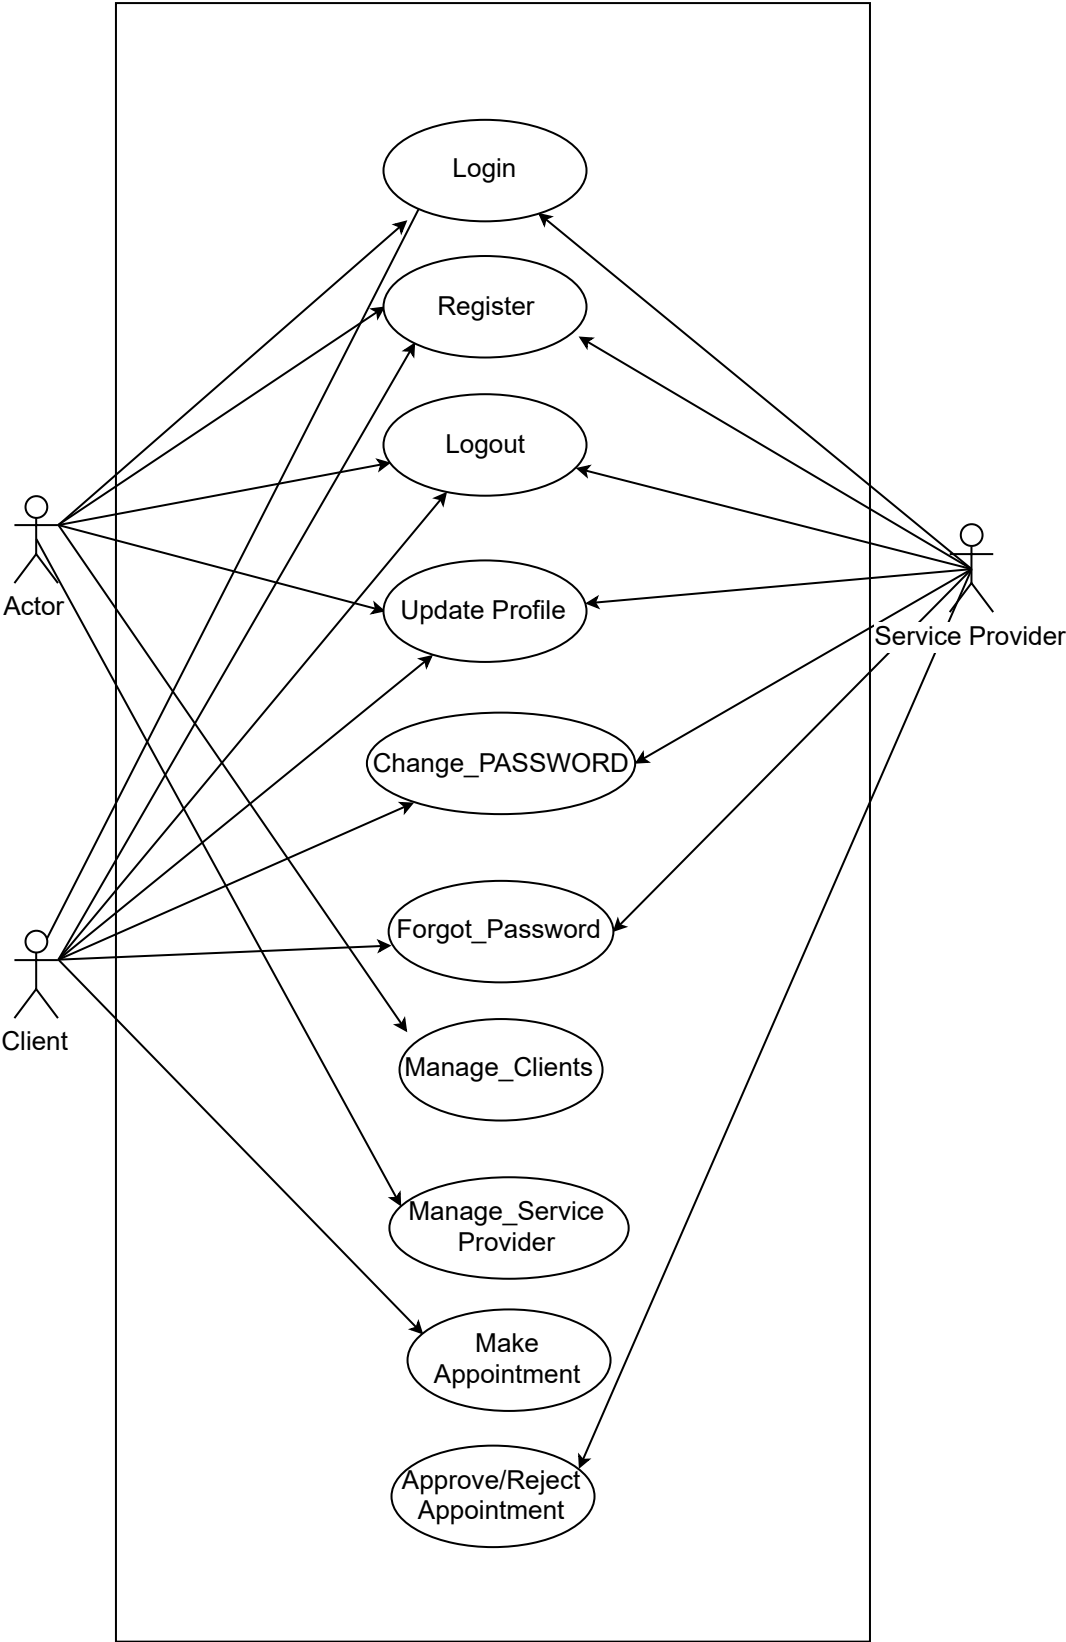 Login
Register
Logout
Actor
Update Profile
Service Provider
Change_PASSWORD
Forgot_Password
Client
Manage_Clients
Manage_Service
Provider
Make
Appointment
Approve/Reject
Appointment